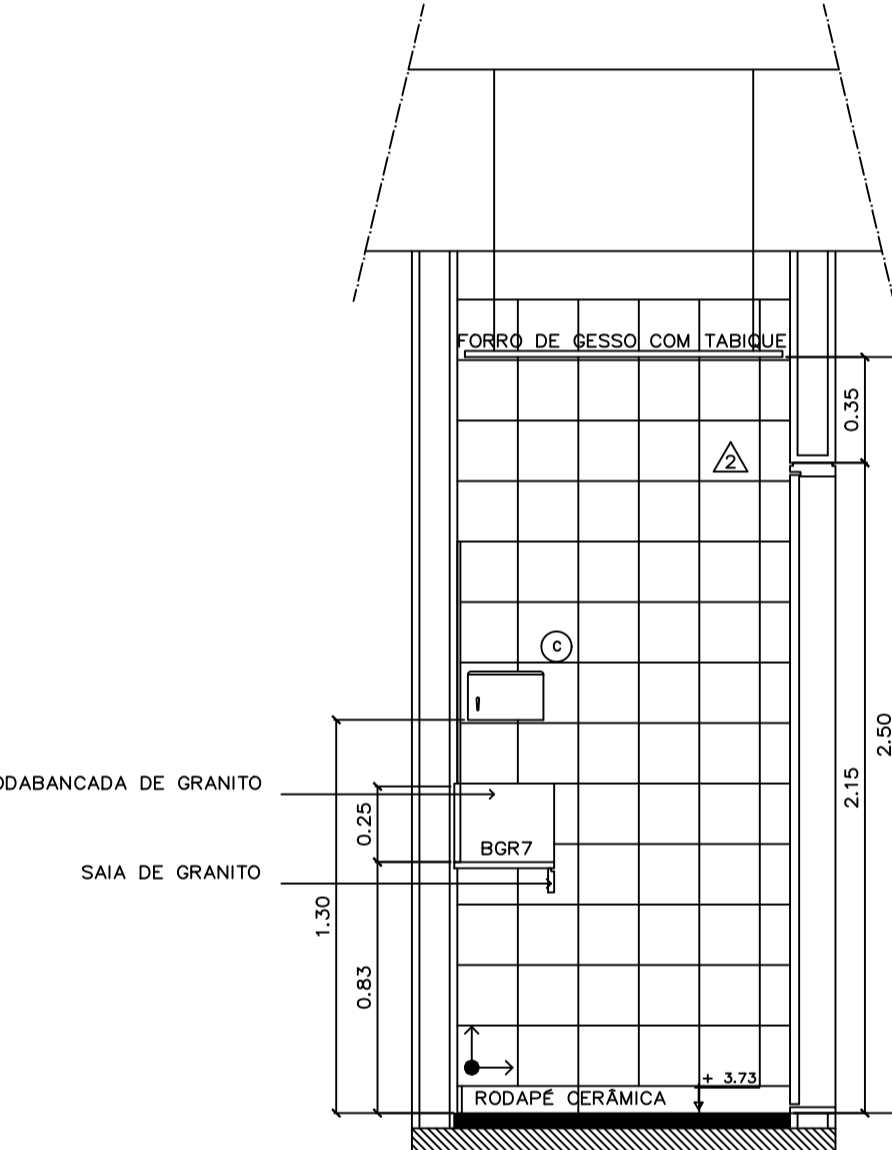 FORRO DE GESSO COM TABIQUE
0.35
2
C
2.50
2.15
ODABANCADA DE GRANITO
0.25
BGR7
SAIA DE GRANITO
1.30
0.83
+ 3.73
RODAPÉ CERÂMICA